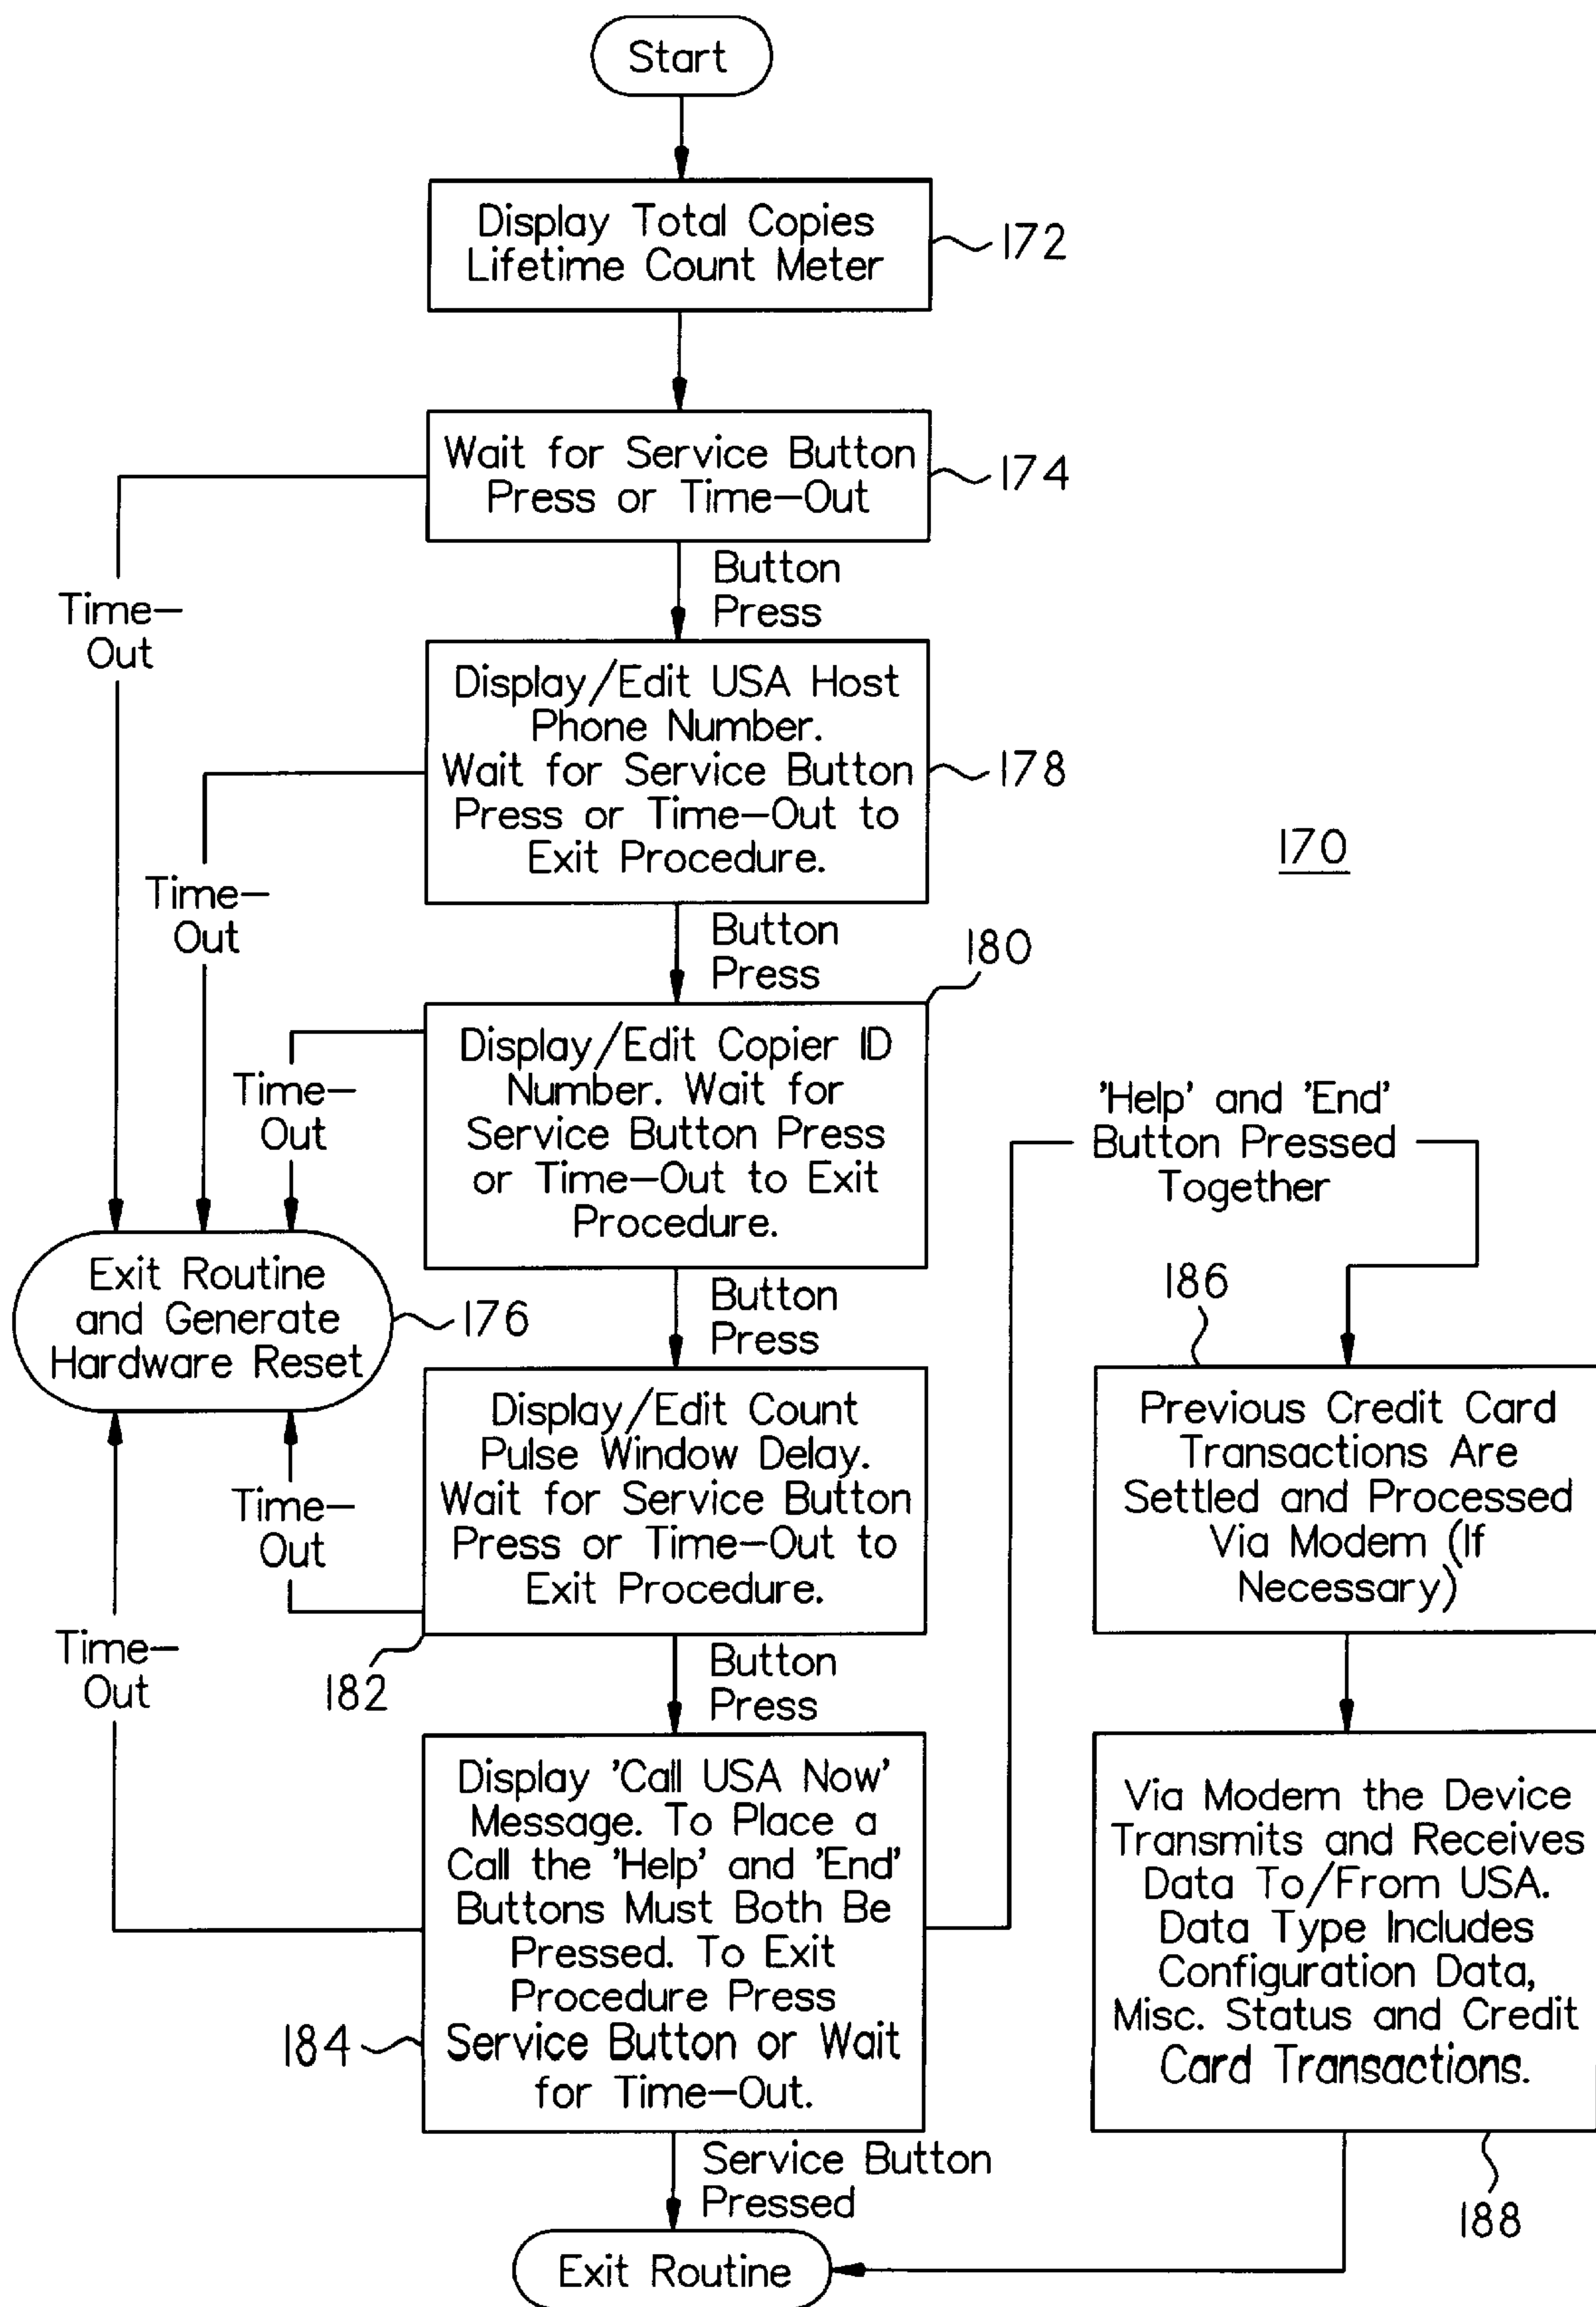 Start
Display Total Copies
Lifetime Count Meter
172
Wait for Service Button
Press or Time-Out
174
Time-
Out
Button
Press
Display/Edit USA Host
Phone Number.
Wait for Service Button
Press or Time-Out to
Exit Procedure.
178
170
Time-
Out
Button
Press
180
Display/Edit Copier ID
Number. Wait for
Service Button Press
or Time-Out to Exit
Procedure.
Time-
Out
'Help' and 'End'
Button Pressed
Together
Exit Routine
and Generate
Hardware Reset
176
Button
Press
186
Display/Edit Count
Pulse Window Delay.
Wait for Service Button
Press or Time-Out to
Exit Procedure.
Time-
Out
182
Previous Credit Card
Transactions Are
Settled and Processed
Via Modem (If
Necessary)
Time-
Out
Button
Press
Display 'Call USA Now'
Message. To Place a
Call the 'Help' and 'End'
Buttons Must Both Be
Pressed. To Exit
Procedure Press
Service Button or Wait
for Time-Out.
184
Via Modem the Device
Transmits and Receives
Data To/From USA.
Data Type Includes
Configuration Data,
Misc. Status and Credit
Card Transactions.
188
Service Button
Pressed
Exit Routine